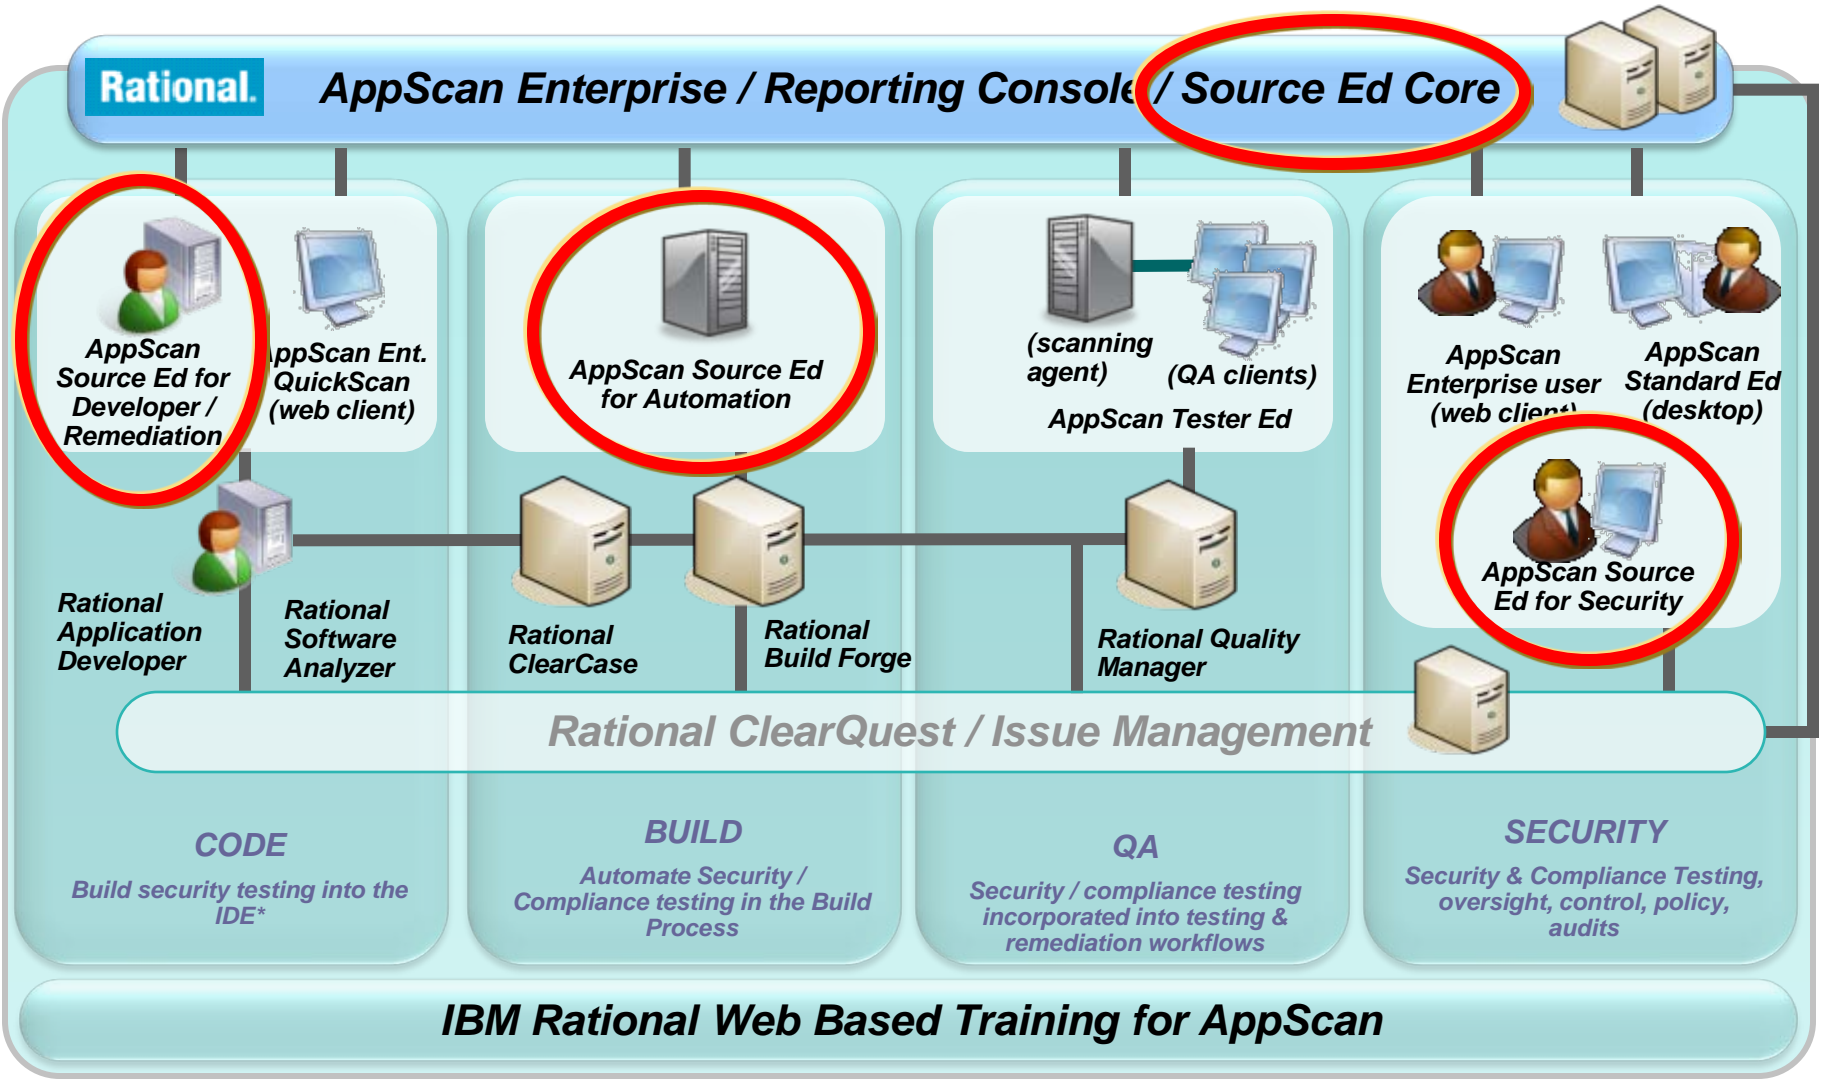 Rational.
AppScan Enterprise / Reporting Console / Source Ed Core
AppScan
Source Ed for
Developer /
Remediation
AppScan Ent.
QuickScan
(web client)
AppScan Source Ed
for Automation
(scanning
agent)
(QA clients)
AppScan Tester Ed
AppScan
Enterprise user
(web client)
AppScan
Standard Ed
(desktop)
AppScan Source
Ed for Security
Rational
Application
Developer
Rational
Software
Analyzer
Rational
ClearCase
Rational
Build Forge
Rational Quality
Manager
Rational ClearQuest / Issue Management
CODE
Build security testing into the
IDE*
BUILD
Automate Security /
Compliance testing in the Build
Process
QA
Security / compliance testing
incorporated into testing &
remediation workflows
SECURITY
Security & Compliance Testing,
oversight, control, policy,
audits
IBM Rational Web Based Training for AppScan